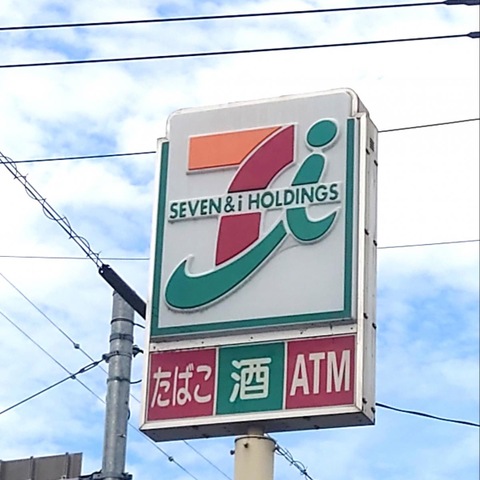 SEVEN & i HOLDINGS
たばこ 酒 ATM